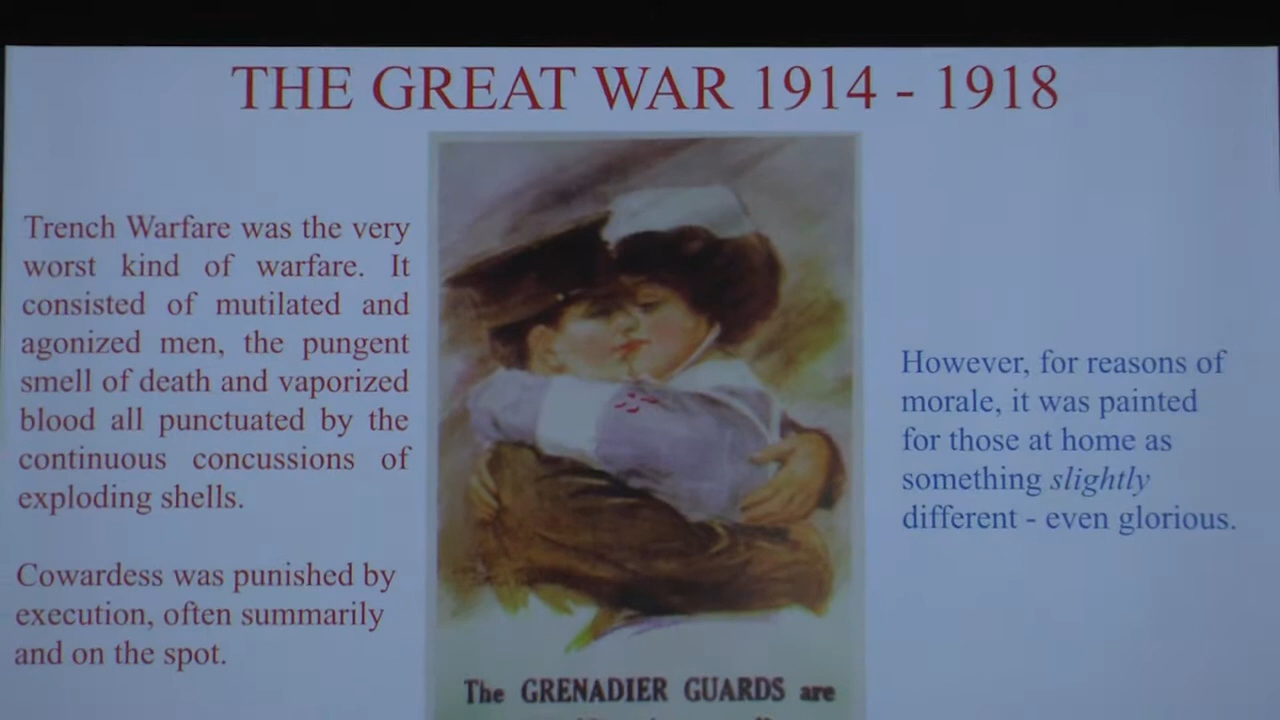 THE GREAT WAR 1914 - 1918
Trench Warfare was the very
worst kind of warfare. It
consisted of mutilated and
agonized men, the pungent
smell of death and vaporized
blood all punctuated by the
continuous concussions of
exploding shells.
Cowardess was punished by
execution, often summarily
and on the spot.
However, for reasons of
morale, it was painted
for those at home as
something slightly
different - even glorious.
The GRENADIER GUARDS are